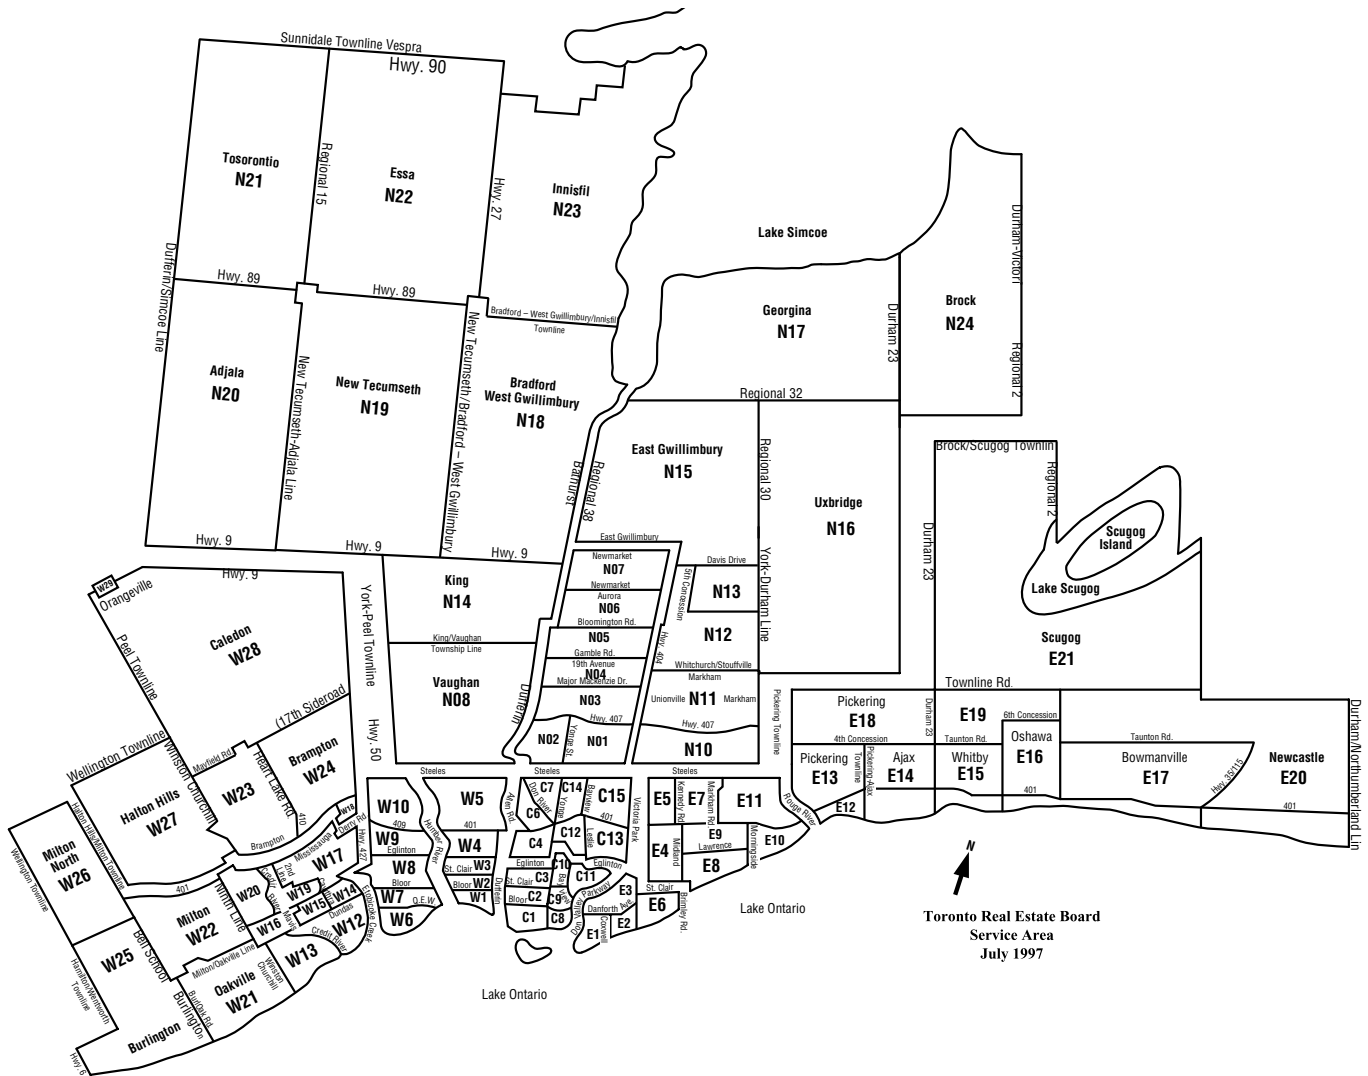 Sunnidale Townline Vespra
Hwy. 90
Tosorontio
N21
Regional 15
Essa
N22
Hwy. 27
Innisfil
N23
Lake Simcoe
Dufferin/Simcoe Line
Hwy. 89
Hwy. 89
Bradford – West Gwillimbury/Innisfil
Townline
Georgina
N17
Durham 23
Brock
N24
Durham-Victori
Regional 2
Adjala
N20
New Tecumseth-Adjala Line
New Tecumseth
N19
New Tecumseth/Bradford – West Gwillimbury
Bradford
West Gwillimbury
N18
Regional 32
Bathurst
Regional 38
East Gwillimbury
N15
Regional 30
Uxbridge
N16
Brock/Scugog Townlin
Regional 2
Durham 23
Scugog
Island
Lake Scugog
Scugog
E21
Hwy. 9
Hwy. 9
Hwy. 9
Hwy. 9
East Gwillimbury
Newmarket
N07
Newmarket
Aurora
N06
Bloomington Rd.
N05
Gamble Rd.
19th Avenue
N04
Major Mackenzie Dr.
N03
Hwy. 407
N02
Yonge St.
N01
Davis Drive
5th Concession
N13
N12
Hwy. 404
Whitchurch/Stouffville
Markham
Unionville
N11
Markham
Hwy. 407
N10
York-Durham Line
Pickering Townline
W29
Orangeville
Peel Townline
Caledon
W28
York-Peel Townline
Hwy. 50
King
N14
King/Vaughan
Township Line
Vaughan
N08
Dufferin
(17th Sideroad
Wellington Townline
Winston Churchill
Mayfield Rd
Heart Lake Rd
Brampton
W24
W23
410
Halton Hills
W27
Halton Hills/Milton Townline
Wellington Townline
Milton
North
W26
401
Brampton
W18
Derry Rd
Hwy. 427
Mississauga
W17
2nd
Line
Credit
River
W20
W19
W15
W14
Mavis
W16
Dundas
W12
Credit River
Etobicoke Creek
W13
Ninth Line
Milton
W22
Milton/Oakville Line
Winston
Churchill
Oakville
W21
BurlOak Rd
Burlington
Bell School
W25
Hamilton/Wentworth
Townline
Burlington
Hwy. 6
Steeles
Steeles
Steeles
W10
409
W9
Eglinton
W8
Bloor
W7
Q.E.W
W6
Humber River
W5
401
W4
St. Clair
W3
Bloor
W2
W1
Dufferin
Allen Rd.
C7
C14
Don River
C6
Yonge
C4
C12
Bayview
C15
401
Leslie
C13
Victoria Park
Eglinton
C10
Eglinton
St. Clair
C3
Bayview
C11
Bloor
C2
C9
C1
C8
Don Valley Parkway
E3
Danforth Ave.
E1
Coxwell
E2
St. Clair
E6
Brimley Rd.
E5
Kennedy Rd
E7
Markham Rd
E11
E4
Midland
E9
Lawrence
E8
Morningside
E10
Rouge River
Townline Rd.
Pickering
E18
4th Concession
Durham 23
E19
Taunton Rd.
6th Concession
Oshawa
E16
Taunton Rd.
Pickering
E13
Townline
Pickering-Ajax
Ajax
E14
Whitby
E15
E12
401
Bowmanville
E17
Hwy. 35/115
Newcastle
E20
401
Durham/Northumberland Lin
Lake Ontario
Lake Ontario
N
Toronto Real Estate Board
Service Area
July 1997